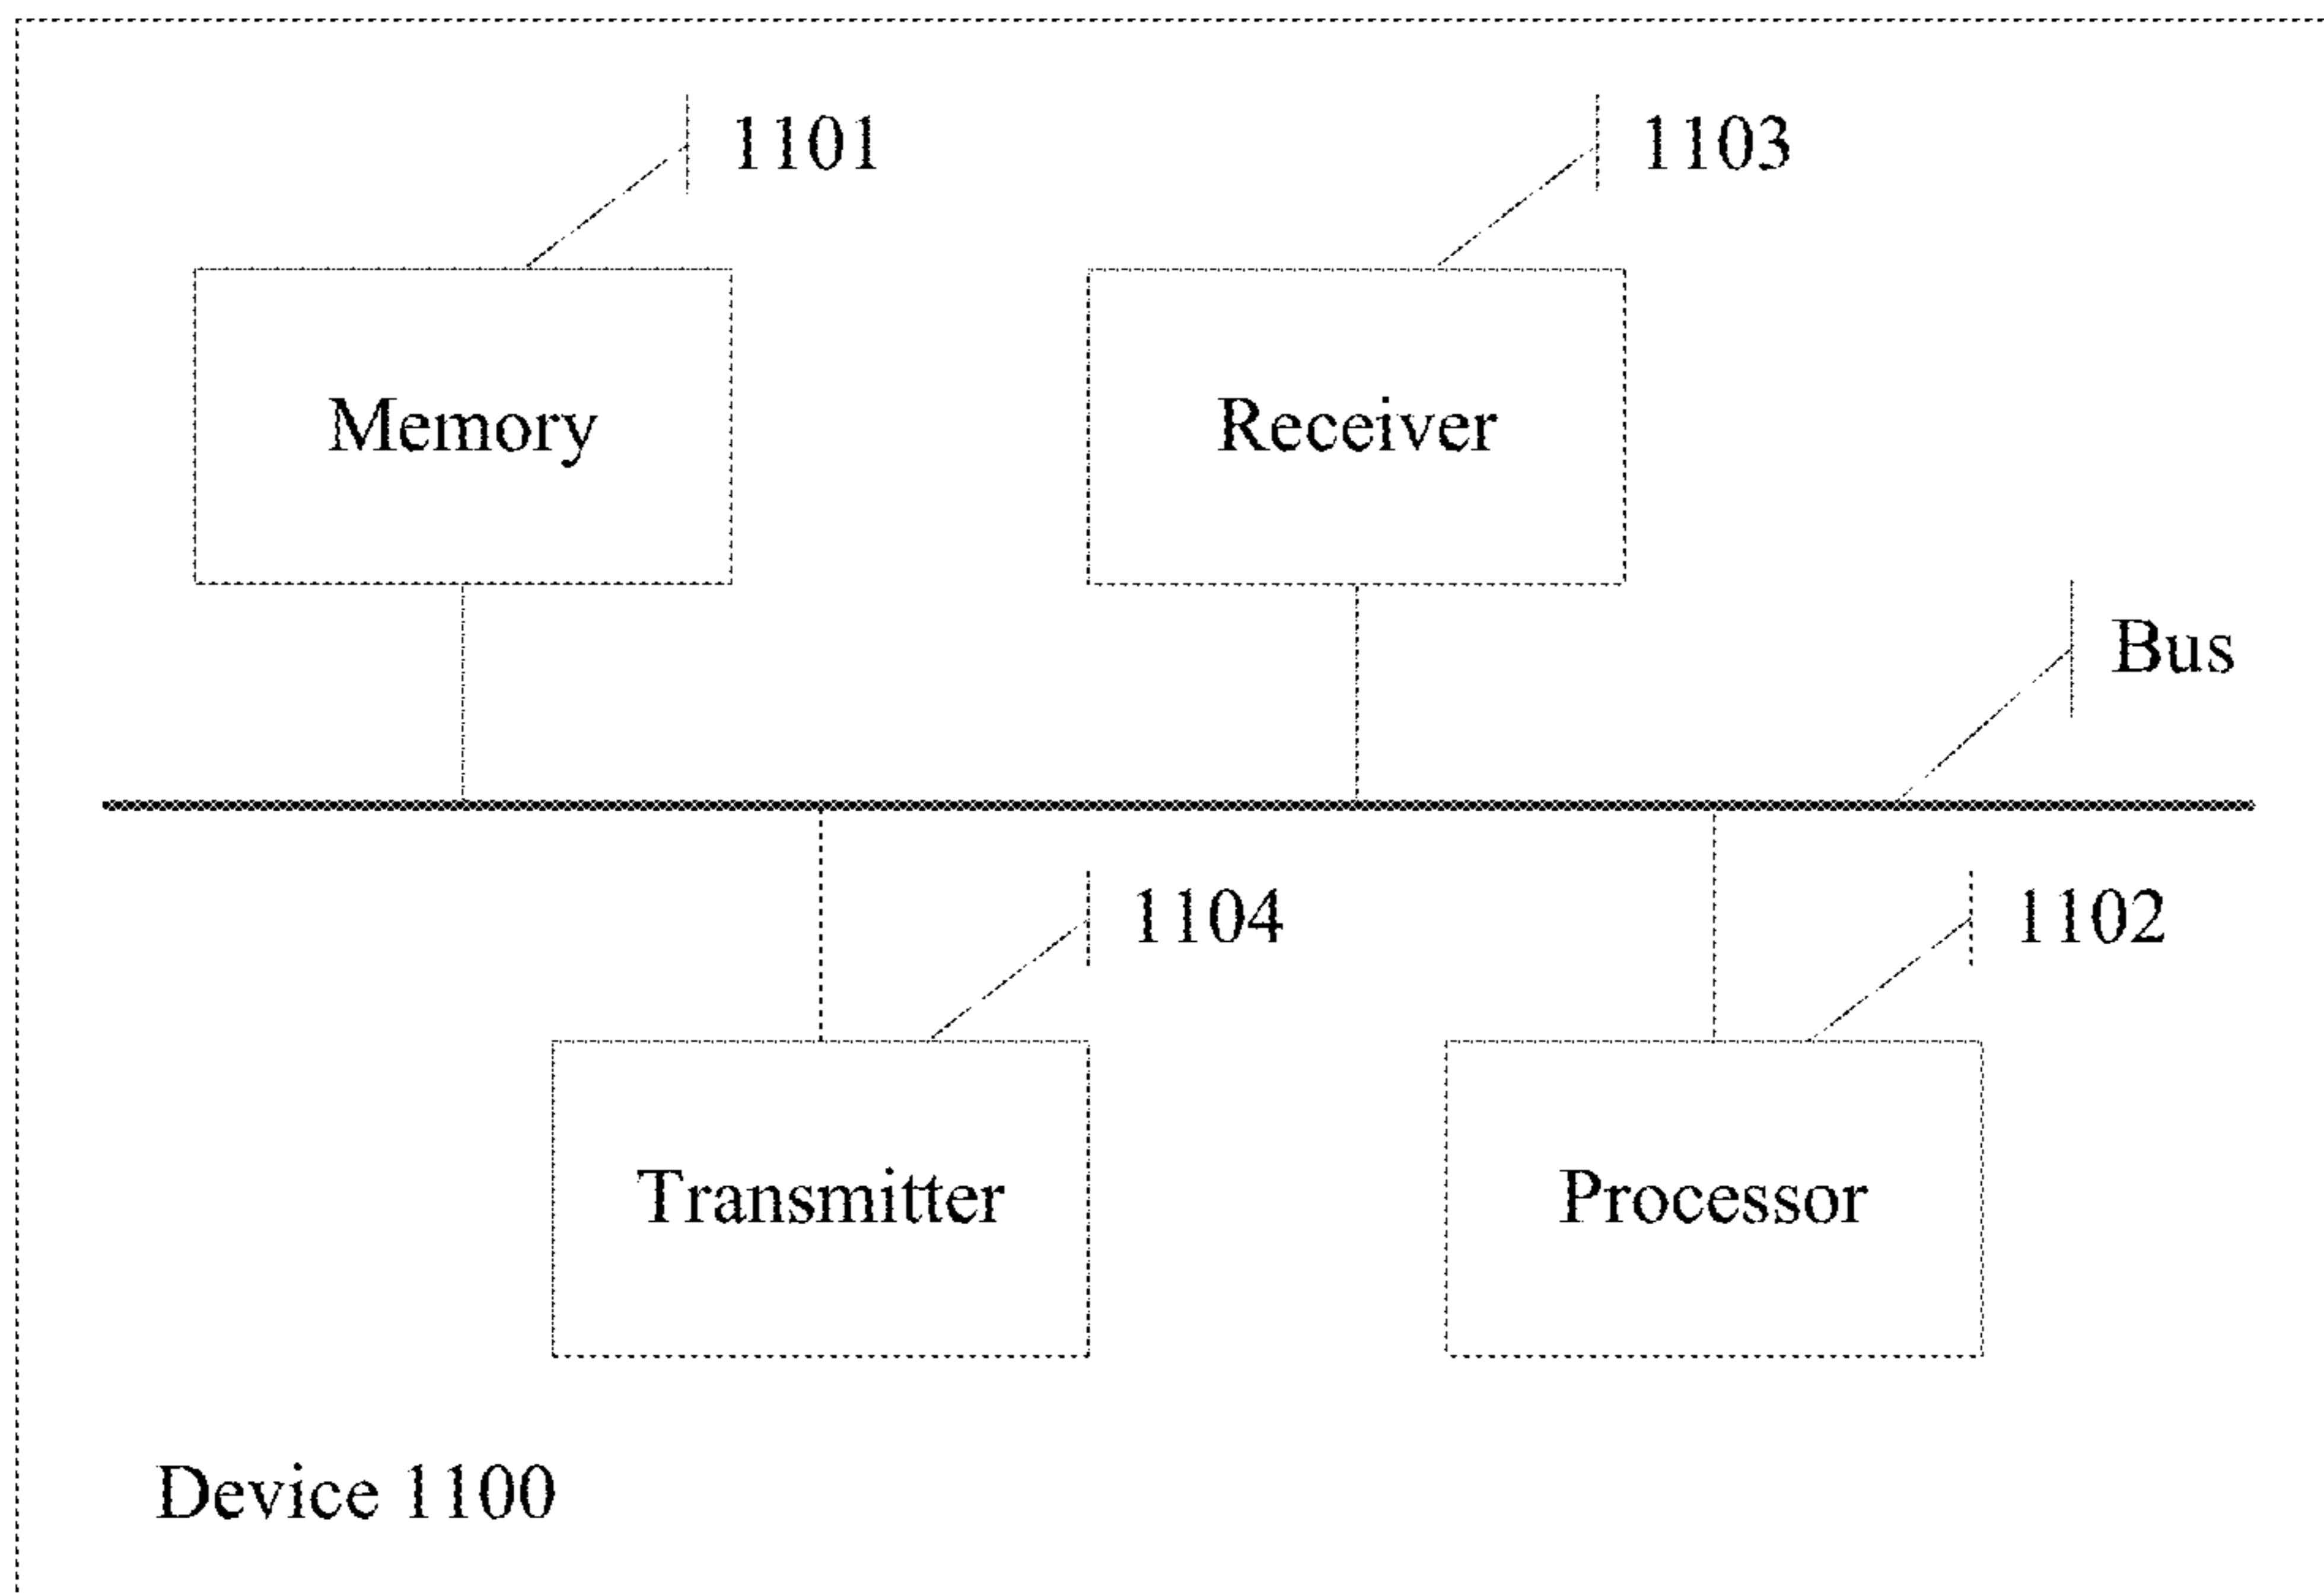 1101
1103
Memory
Receiver
Bus
1104
1102
Transmitter
Processor
Device 1100